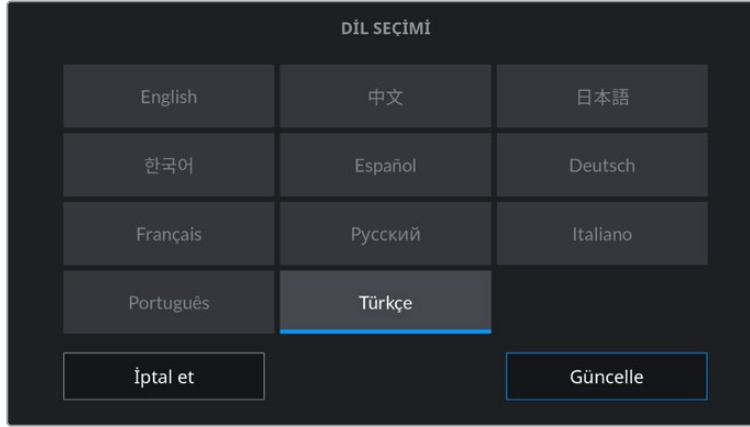 DİL SEÇİMİ
English 中文 日本語
한국어 Español Deutsch
Français Русский Italiano
Português Türkçe
İptal et Güncelle